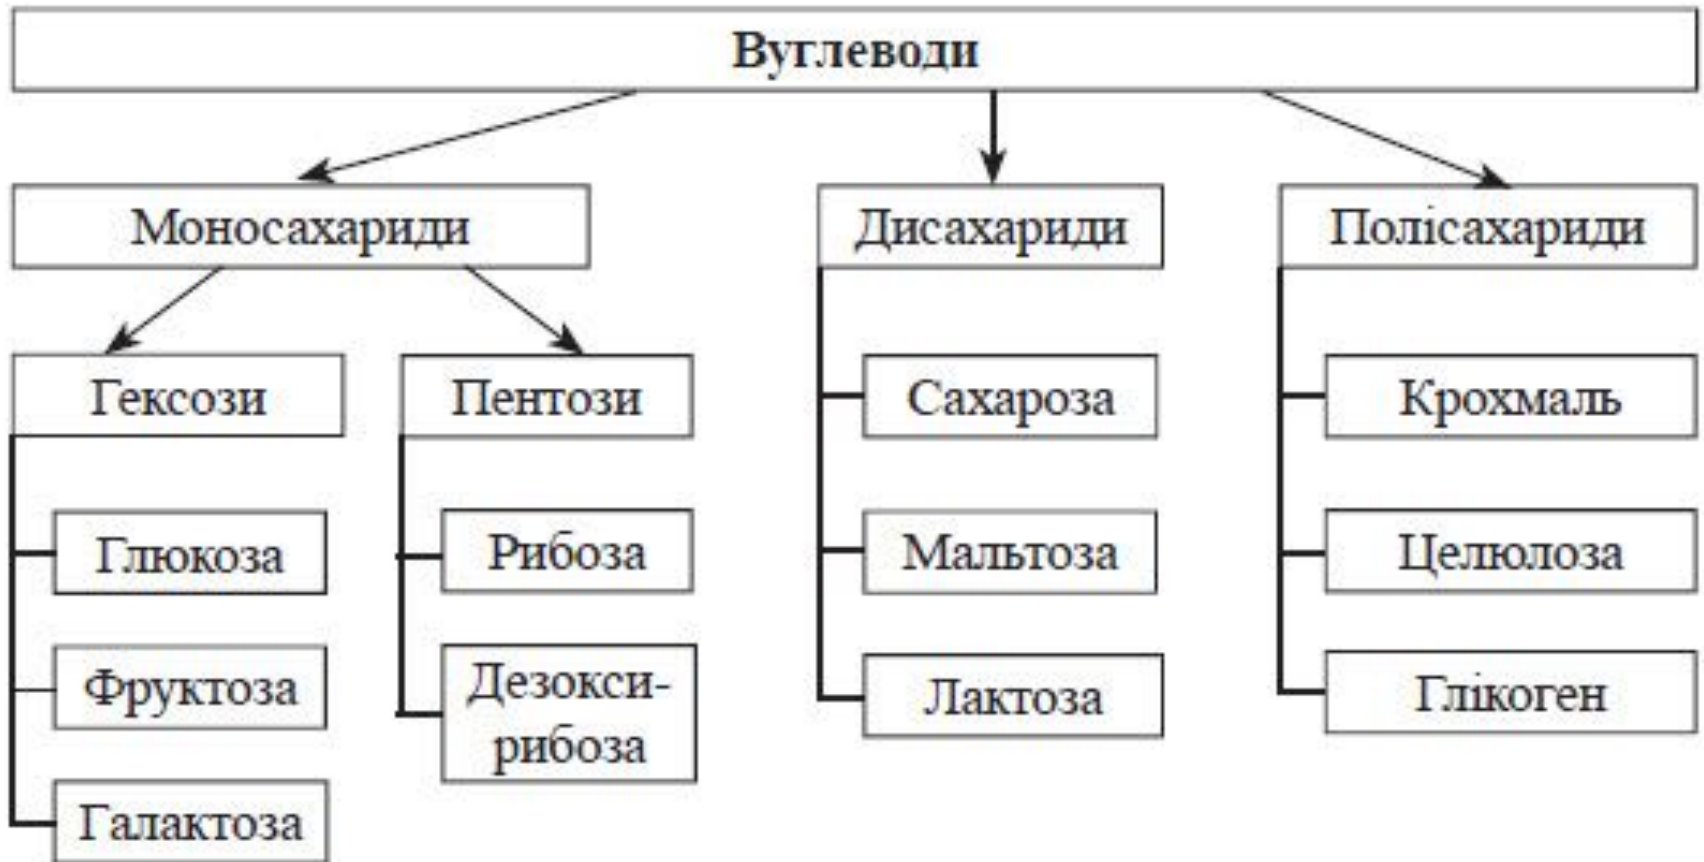 Вуглеводи
Моносахариди
Дисахариди
Полісахариди
Гексози
Пентози
Сахароза
Крохмаль
Глюкоза
Рибоза
Мальтоза
Целюлоза
Фруктоза
Дезокси-
рибоза
Лактоза
Глікоген
Галактоза